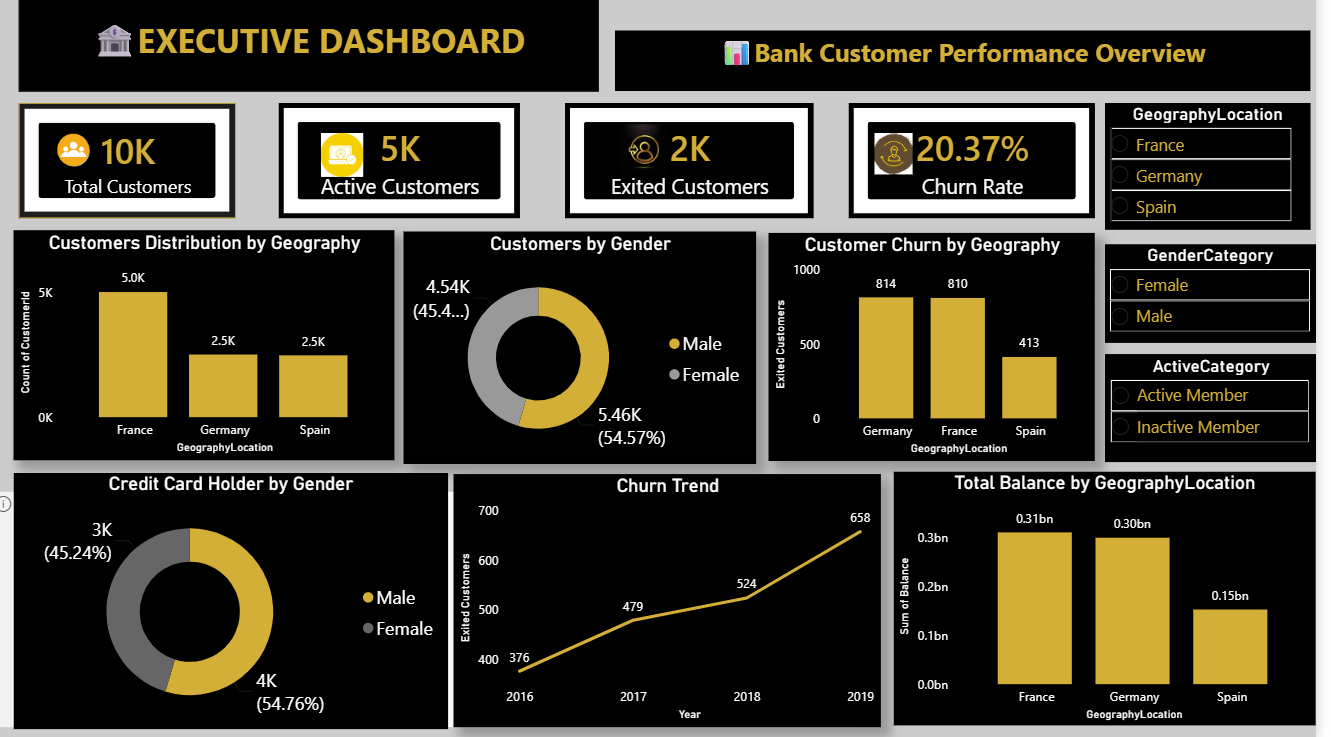 EXECUTIVE DASHBOARD
Bank Customer Performance Overview
10K
Total Customers
5K
Active Customers
2K
Exited Customers
20.37%
Churn Rate
GeographyLocation
France
Germany
Spain
GenderCategory
Female
Male
ActiveCategory
Active Member
Inactive Member
Customers Distribution by Geography
Count of CustomerId
5K
0K
5.0K
2.5K
2.5K
France
Germany
Spain
GeographyLocation
Customers by Gender
4.54K
(45.4...)
5.46K
(54.57%)
Male
Female
Customer Churn by Geography
Exited Customers
1000
500
0
814
810
413
Germany
France
Spain
GeographyLocation
Credit Card Holder by Gender
3K
(45.24%)
4K
(54.76%)
Male
Female
Churn Trend
Exited Customers
700
600
500
400
376
479
524
658
2016
2017
2018
2019
Year
Total Balance by GeographyLocation
Sum of Balance
0.3bn
0.2bn
0.1bn
0.0bn
0.31bn
0.30bn
0.15bn
France
Germany
Spain
GeographyLocation